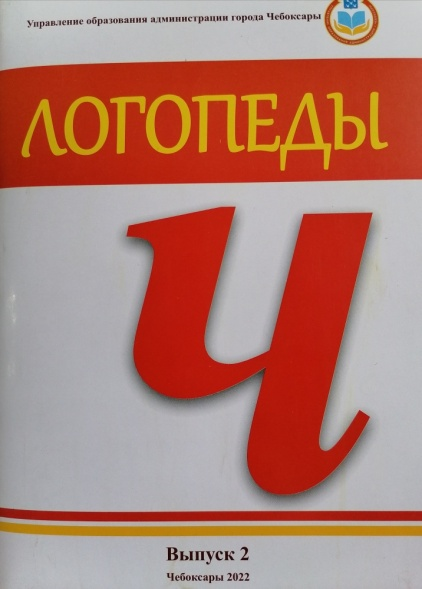 Управление образования администрации города Чебоксары
ЛОГОПЕДЫ
Ч
Выпуск 2
Чебоксары 2022